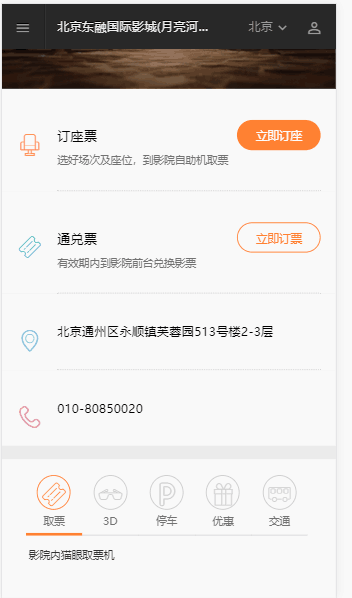 北京东融国际影城(月亮河...
北京
订座票
立即订座
选好场次及座位，到影院自助机取票
通兑票
立即订票
有效期内到影院前台兑换影票
北京通州区永顺镇芙蓉园513号楼2-3层
010-80850020
取票 3D 停车 优惠 交通
影院内猫眼取票机